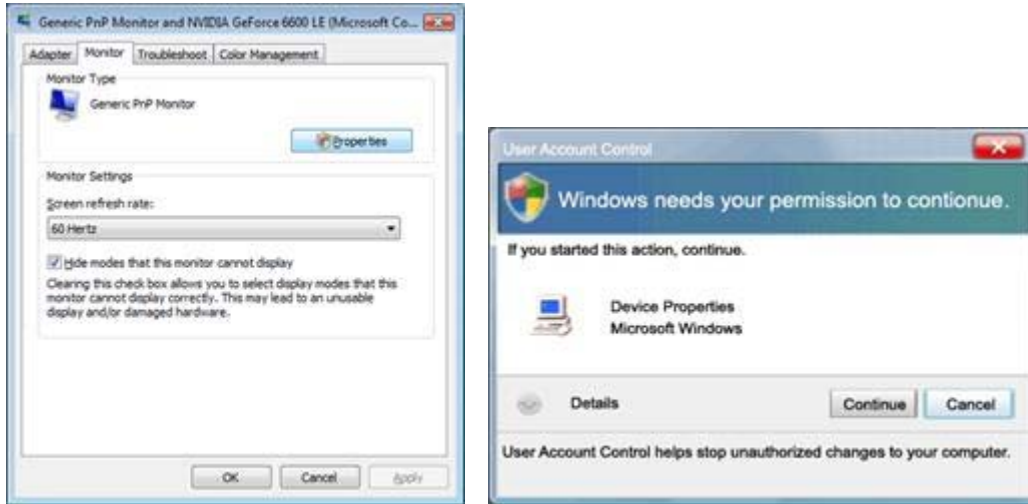 Generic PnP Monitor and NVIDIA GeForce 6600 LE (Microsoft Co...
Adapter Monitor Troubleshoot Color Management
Monitor Type
Generic PnP Monitor
Properties
Monitor Settings
Screen refresh rate:
60 Hertz
Hide modes that this monitor cannot display
Clearing this check box allows you to select display modes that this
monitor cannot display correctly. This may lead to an unusable
display and/or damaged hardware.
OK Cancel Apply
User Account Control
Windows needs your permission to contionue.
If you started this action, continue.
Device Properties
Microsoft Windows
Details Continue Cancel
User Account Control helps stop unauthorized changes to your computer.